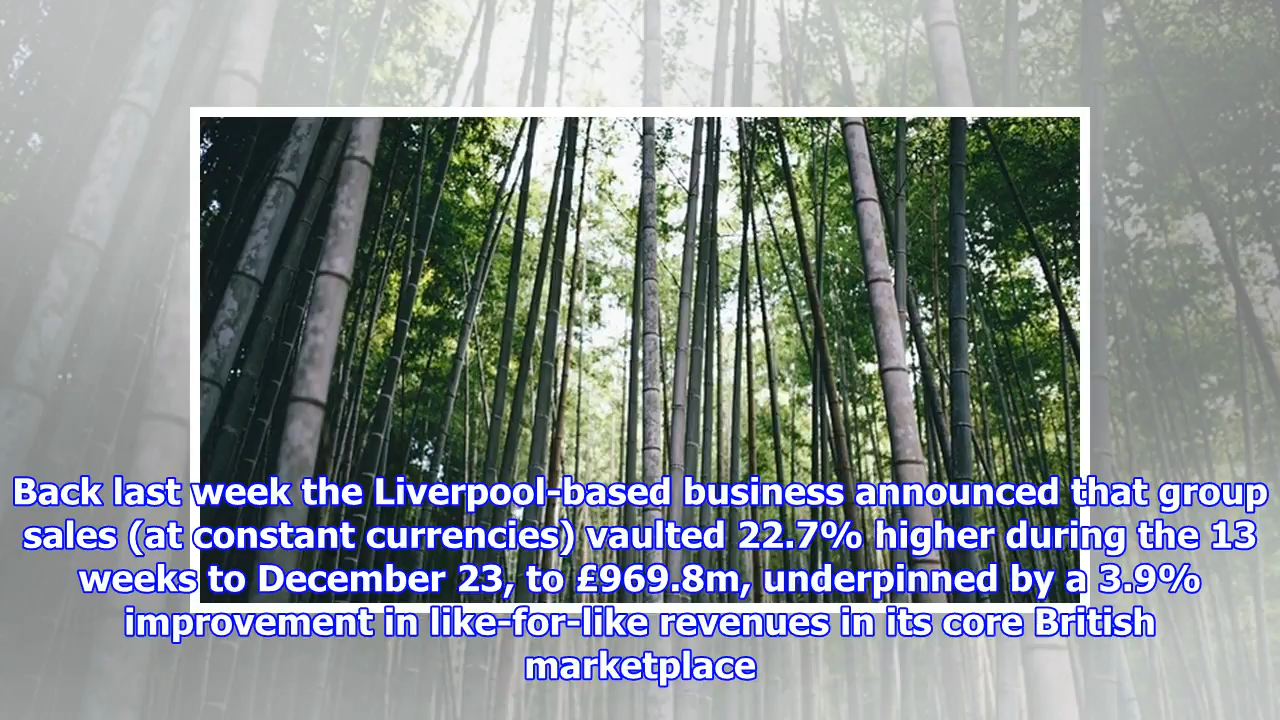 Back last week the Liverpool-based business announced that group
sales (at constant currencies) vaulted 22.7% higher during the 13
weeks to December 23, to £969.8m, underpinned by a 3.9%
improvement in like-for-like revenues in its core British
marketplace